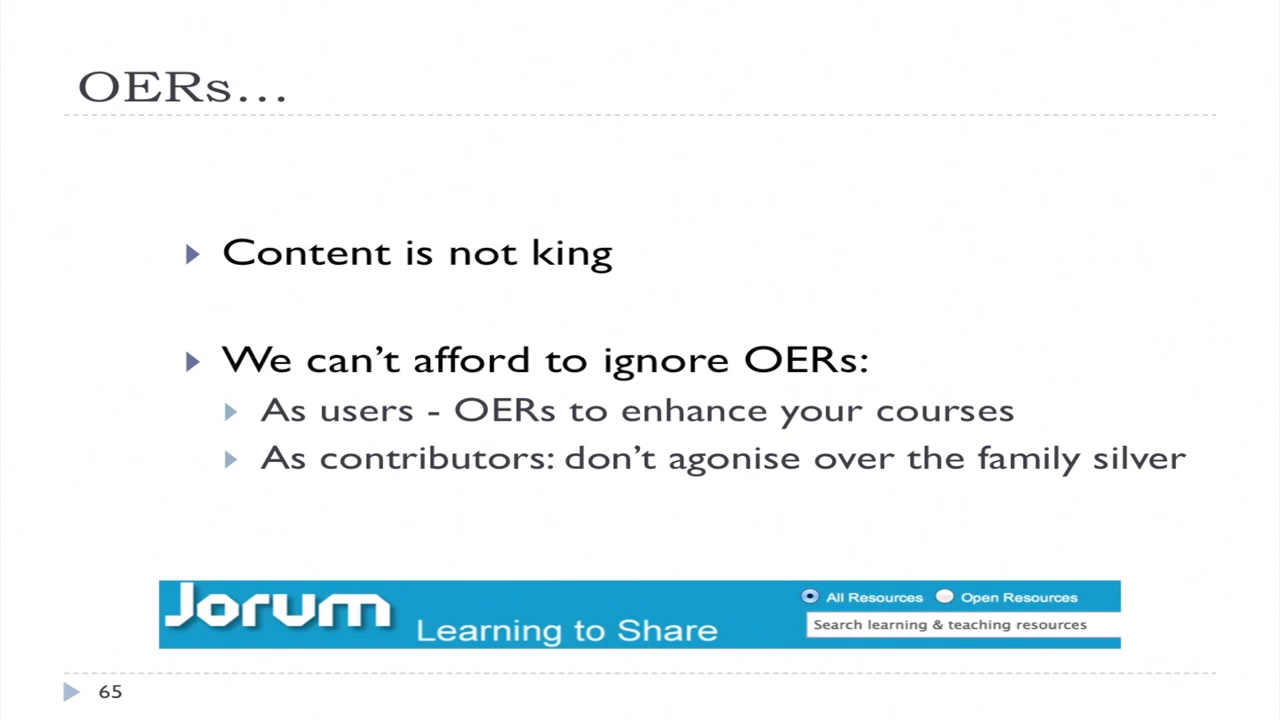 OERs…
Content is not king
We can’t afford to ignore OERs:
As users - OERs to enhance your courses
As contributors: don’t agonise over the family silver
Jorum Learning to Share
All Resources Open Resources
Search learning & teaching resources
65